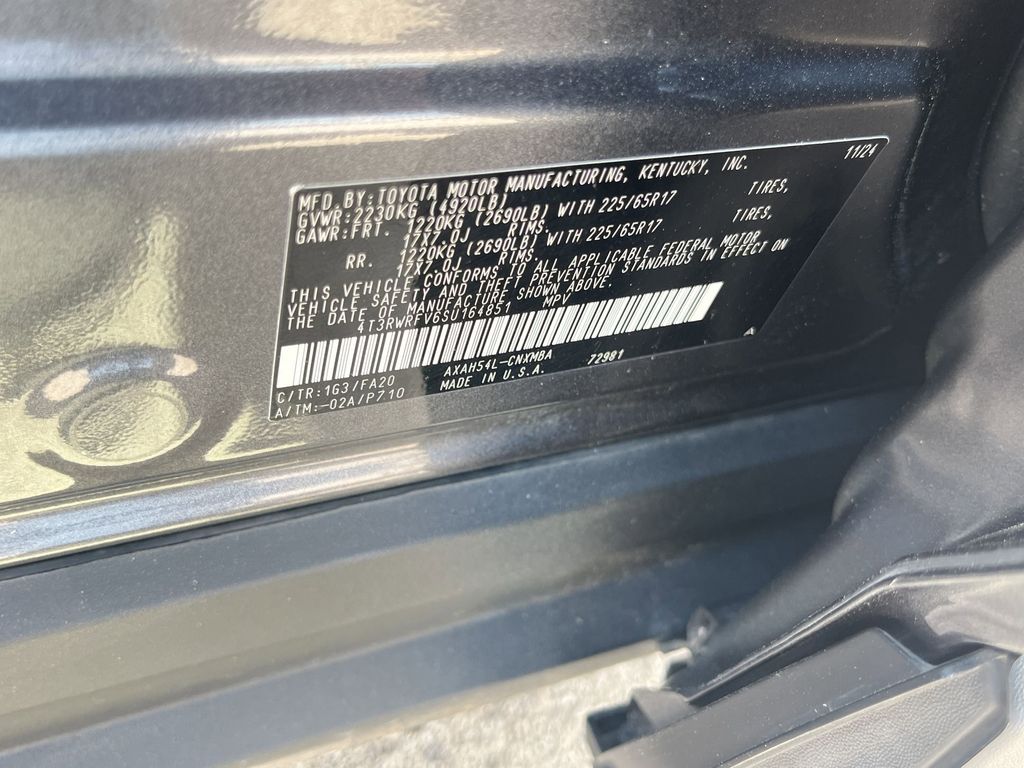 MFD.BY:TOYOTA MOTOR MANUFACTURING, KENTUCKY, INC. 11/24
GVWR:2230KG (4920LB)
GAWR:FRT. 1220KG (2690LB) WITH 225/65R17 TIRES,
17X7.0J RIMS.
RR. 1220KG (2690LB) WITH 225/65R17 TIRES,
17X7.0J RIMS.
THIS VEHICLE CONFORMS TO ALL APPLICABLE FEDERAL MOTOR
VEHICLE SAFETY AND THEFT PREVENTION STANDARDS IN EFFECT ON
THE DATE OF MANUFACTURE SHOWN ABOVE.
4T3RWRFV6SU164851 MPV
C/TR:1G3/FA20 AXAH54L-CNXMBA 72981 A
A/TM:-02A/P710 MADE IN U.S.A.